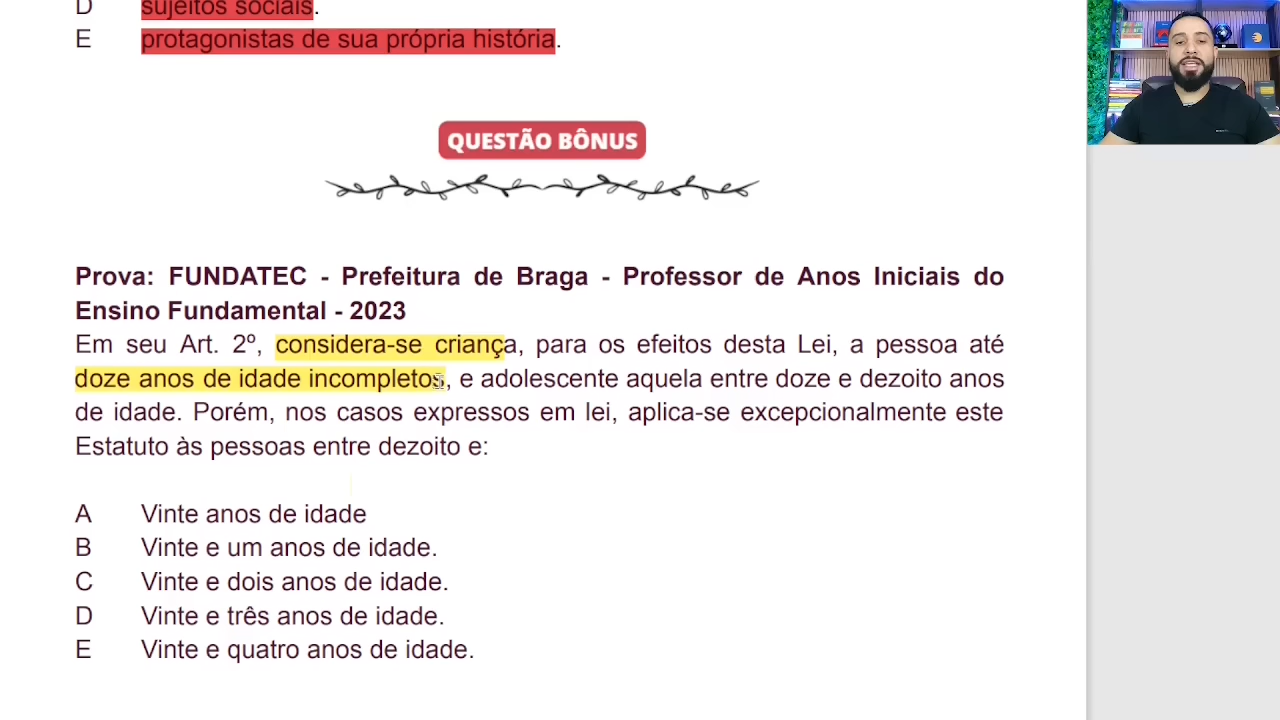 D sujeitos sociais.
E protagonistas de sua própria história.
QUESTÃO BÔNUS
Prova: FUNDATEC - Prefeitura de Braga - Professor de Anos Iniciais do
Ensino Fundamental - 2023
Em seu Art. 2º, considera-se criança, para os efeitos desta Lei, a pessoa até
doze anos de idade incompletos, e adolescente aquela entre doze e dezoito anos
de idade. Porém, nos casos expressos em lei, aplica-se excepcionalmente este
Estatuto às pessoas entre dezoito e:
A Vinte anos de idade
B Vinte e um anos de idade.
C Vinte e dois anos de idade.
D Vinte e três anos de idade.
E Vinte e quatro anos de idade.